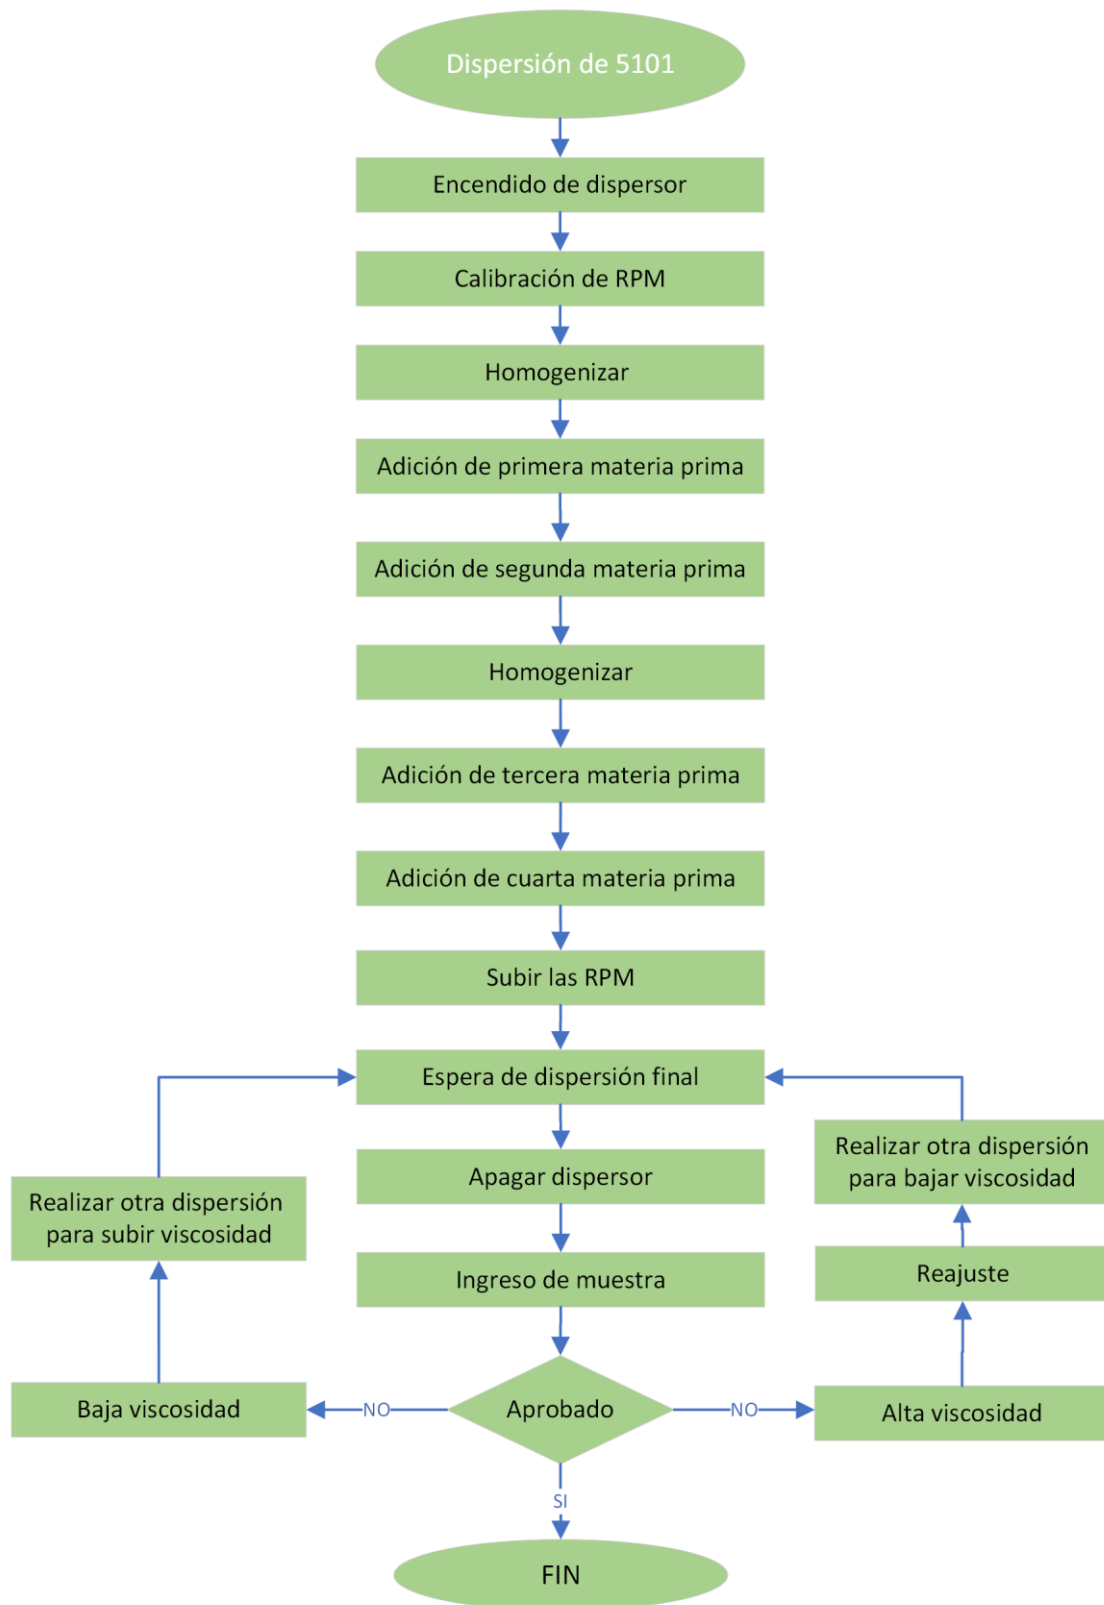 Dispersión de 5101
Encendido de dispersor
Calibración de RPM
Homogenizar
Adición de primera materia prima
Adición de segunda materia prima
Homogenizar
Adición de tercera materia prima
Adición de cuarta materia prima
Subir las RPM
Espera de dispersión final
Realizar otra dispersión
para bajar viscosidad
Apagar dispersor
Realizar otra dispersión
para subir viscosidad
Ingreso de muestra
Reajuste
Baja viscosidad
NO
Aprobado
NO
Alta viscosidad
SI
FIN